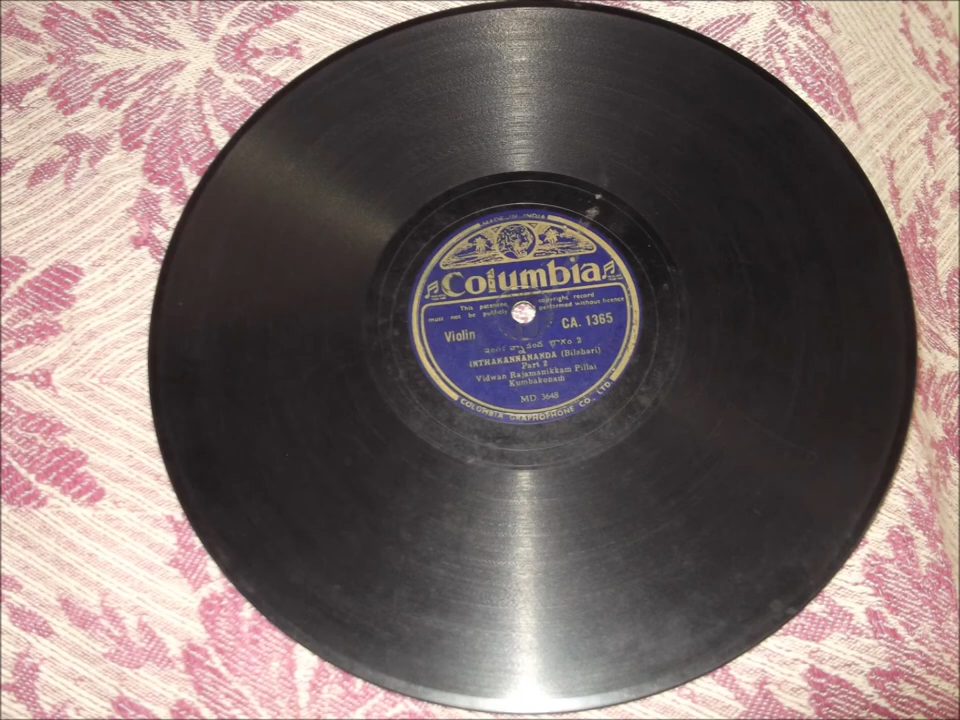 MADE IN INDIA
Columbia
This patented copyright record
must not be publicly performed without licence
Violin CA. 1365
INTHAKANNANANDA (Bilahari)
Part 2
Vidwan Rajamanikkam Pillai
Kumbakonam
MD. 3648
COLUMBIA GRAPHOPHONE CO., LTD.